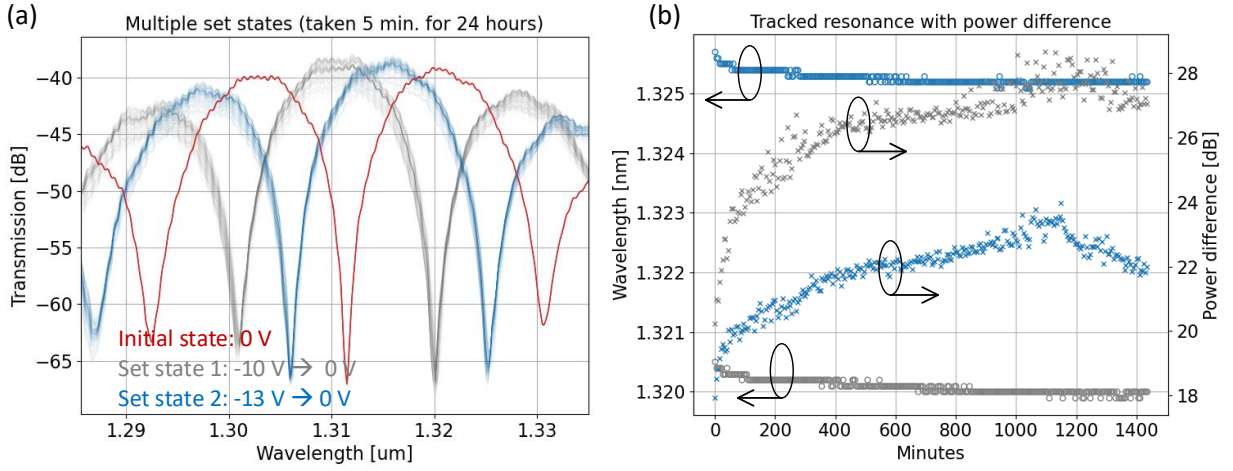 (a)
Multiple set states (taken 5 min. for 24 hours)
Transmission [dB]
−40
−45
−50
−55
−60
−65
Initial state: 0 V
Set state 1: -10 V → 0 V
Set state 2: -13 V → 0 V
1.29
1.30
1.31
1.32
1.33
Wavelength [um]
(b)
Tracked resonance with power difference
Wavelength [nm]
1.325
1.324
1.323
1.322
1.321
1.320
28
26
24
22
20
18
Power difference [dB]
0
200
400
600
800
1000
1200
1400
Minutes